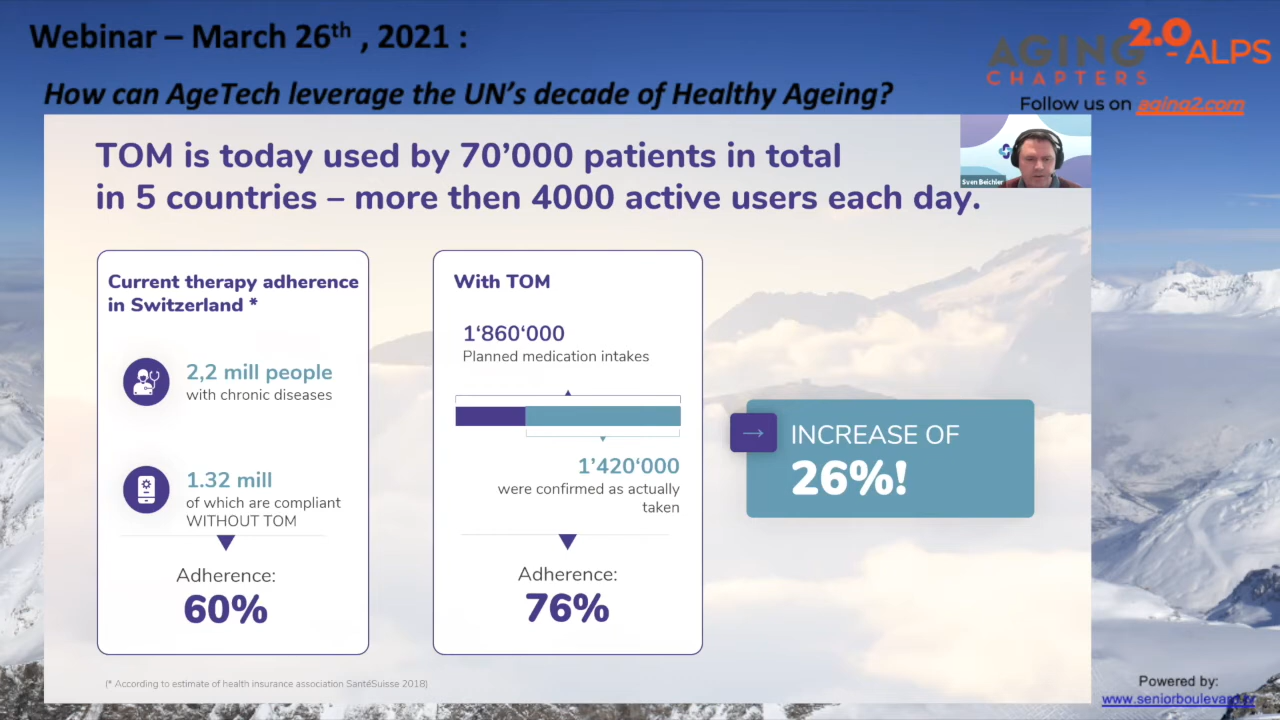 Webinar – March 26th , 2021 :
How can AgeTech leverage the UN's decade of Healthy Ageing?
AGING 2.0 - ALPS
CHAPTERS
Follow us on aging2.com
TOM is today used by 70'000 patients in total
in 5 countries – more then 4000 active users each day.
Sven Beichler
Current therapy adherence
in Switzerland *
2,2 mill people
with chronic diseases
1.32 mill
of which are compliant
WITHOUT TOM
Adherence:
60%
With TOM
1‘860‘000
Planned medication intakes
1’420‘000
were confirmed as actually
taken
Adherence:
76%
→ INCREASE OF
26%!
(* According to estimate of health insurance association SantéSuisse 2018)
Powered by: